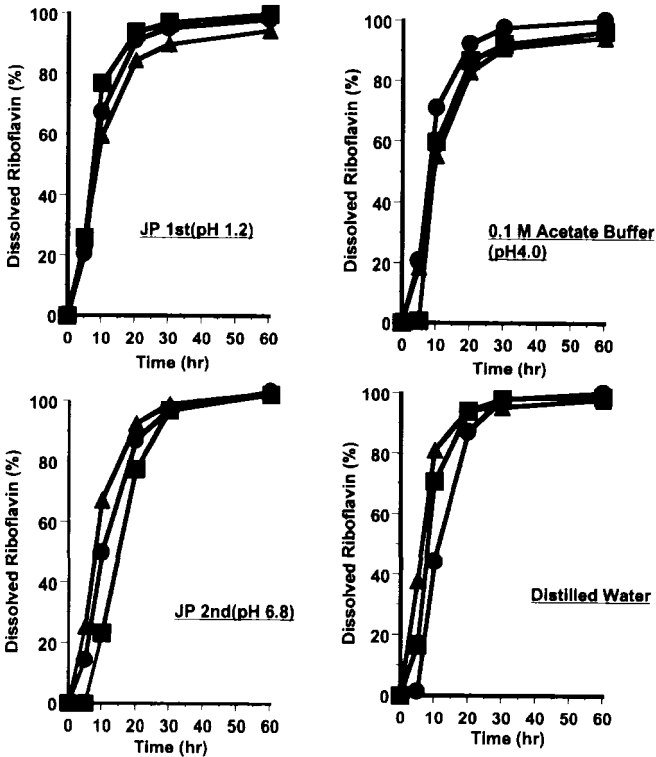 100
80
60
40
20
0
Dissolved Riboflavin (%)
JP 1st(pH 1.2)
0 10 20 30 40 50 60
Time (hr)
100
80
60
40
20
0
Dissolved Riboflavin (%)
0.1 M Acetate Buffer
(pH4.0)
0 10 20 30 40 50 60
Time (hr)
100
80
60
40
20
0
Dissolved Riboflavin (%)
JP 2nd(pH 6.8)
0 10 20 30 40 50 60
Time (hr)
100
80
60
40
20
0
Dissolved Riboflavin (%)
Distilled Water
0 10 20 30 40 50 60
Time (hr)